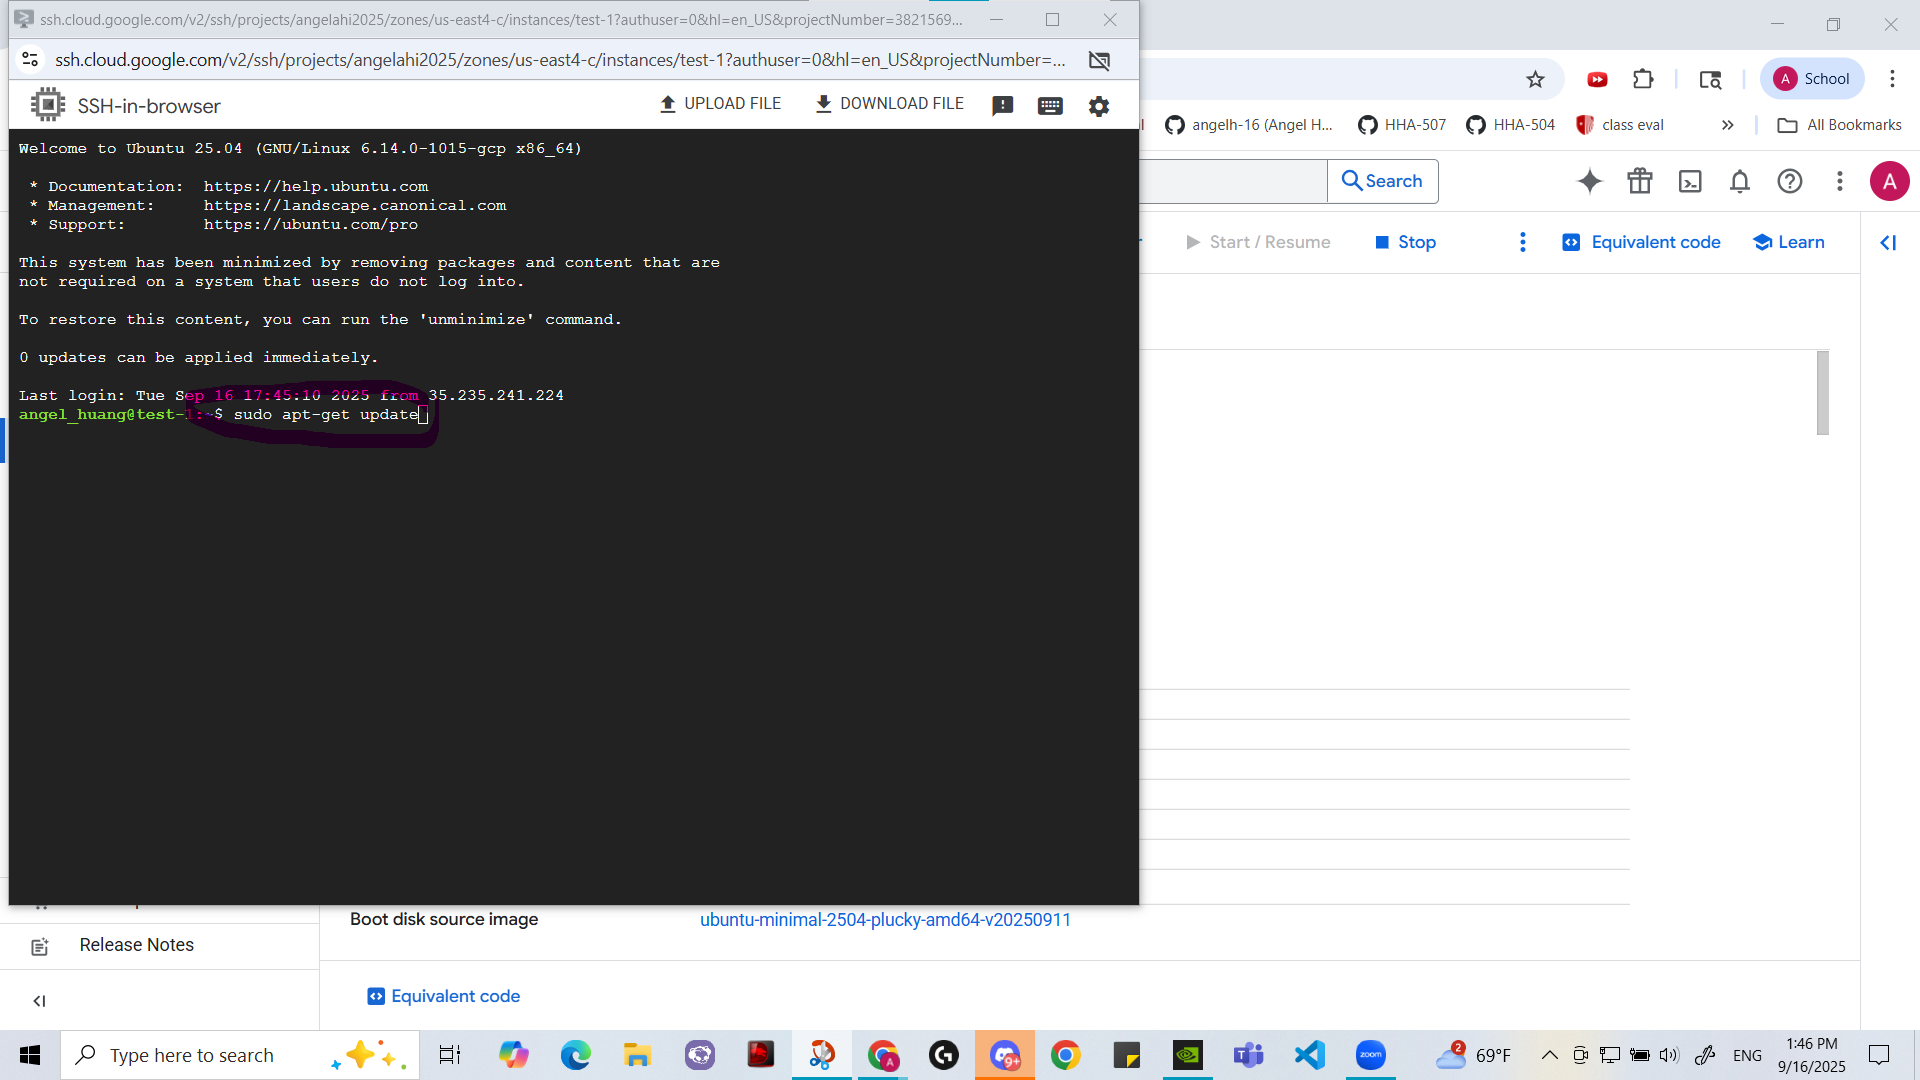 ssh.cloud.google.com/v2/ssh/projects/angelahi2025/zones/us-east4-c/instances/test-1?authuser=0&hl=en_US&projectNumber=3821569...
ssh.cloud.google.com/v2/ssh/projects/angelahi2025/zones/us-east4-c/instances/test-1?authuser=0&hl=en_US&projectNumber=...
A School
SSH-in-browser
UPLOAD FILE
DOWNLOAD FILE
angelh-16 (Angel H...
HHA-507
HHA-504
class eval
All Bookmarks
Search
A
Start / Resume
Stop
Equivalent code
Learn
Welcome to Ubuntu 25.04 (GNU/Linux 6.14.0-1015-gcp x86_64)
* Documentation: https://help.ubuntu.com
* Management: https://landscape.canonical.com
* Support: https://ubuntu.com/pro
This system has been minimized by removing packages and content that are
not required on a system that users do not log into.
To restore this content, you can run the 'unminimize' command.
0 updates can be applied immediately.
Last login: Tue Sep 16 17:45:10 2025 from 35.235.241.224
angel_huang@test-1:~$ sudo apt-get update
Boot disk source image
ubuntu-minimal-2504-plucky-amd64-v20250911
Release Notes
Equivalent code
Type here to search
9+
zoom
2
69°F
ENG
1:46 PM
9/16/2025